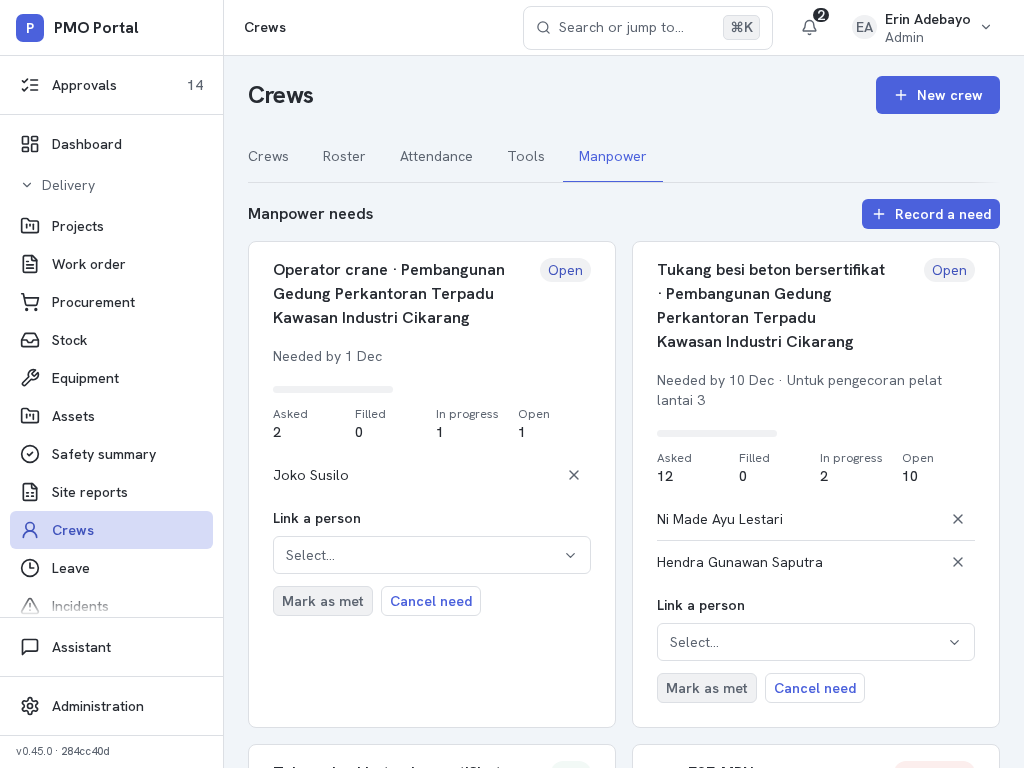 P PMO Portal
Crews
Search or jump to...
⌘K
2
EA
Erin Adebayo
Admin
Approvals 14
Dashboard
Delivery
Projects
Work order
Procurement
Stock
Equipment
Assets
Safety summary
Site reports
Crews
Leave
Incidents
Assistant
Administration
v0.45.0 · 284cc40d
Crews
New crew
Crews Roster Attendance Tools Manpower
Manpower needs
Record a need
Operator crane · Pembangunan
Gedung Perkantoran Terpadu
Kawasan Industri Cikarang
Open
Needed by 1 Dec
Asked Filled In progress Open
2 0 1 1
Joko Susilo
Link a person
Select...
Mark as met Cancel need
Tukang besi beton bersertifikat
· Pembangunan Gedung
Perkantoran Terpadu
Kawasan Industri Cikarang
Open
Needed by 10 Dec · Untuk pengecoran pelat
lantai 3
Asked Filled In progress Open
12 0 2 10
Ni Made Ayu Lestari
Hendra Gunawan Saputra
Link a person
Select...
Mark as met Cancel need